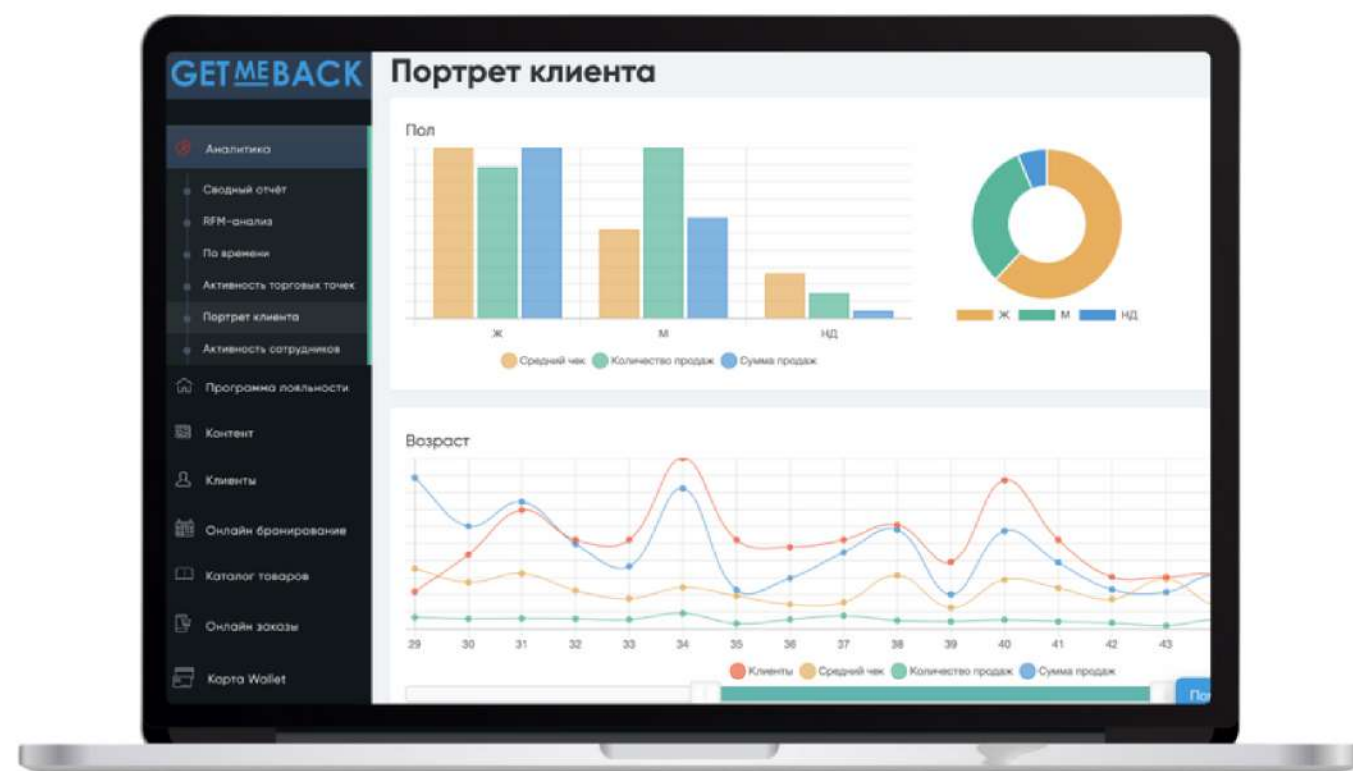 GETMEBACK
Портрет клиента
Аналитика
Сводный отчёт
RFM-анализ
По времени
Активность торговых точек
Портрет клиента
Активность сотрудников
Программа лояльности
Контент
Клиенты
Онлайн бронирование
Каталог товаров
Онлайн заказы
Карта Wallet
Пол
Ж М НД
Средний чек Количество продаж Сумма продаж
Ж М НД
Возраст
29 30 31 32 33 34 35 36 37 38 39 40 41 42 43
Клиенты Средний чек Количество продаж Сумма продаж